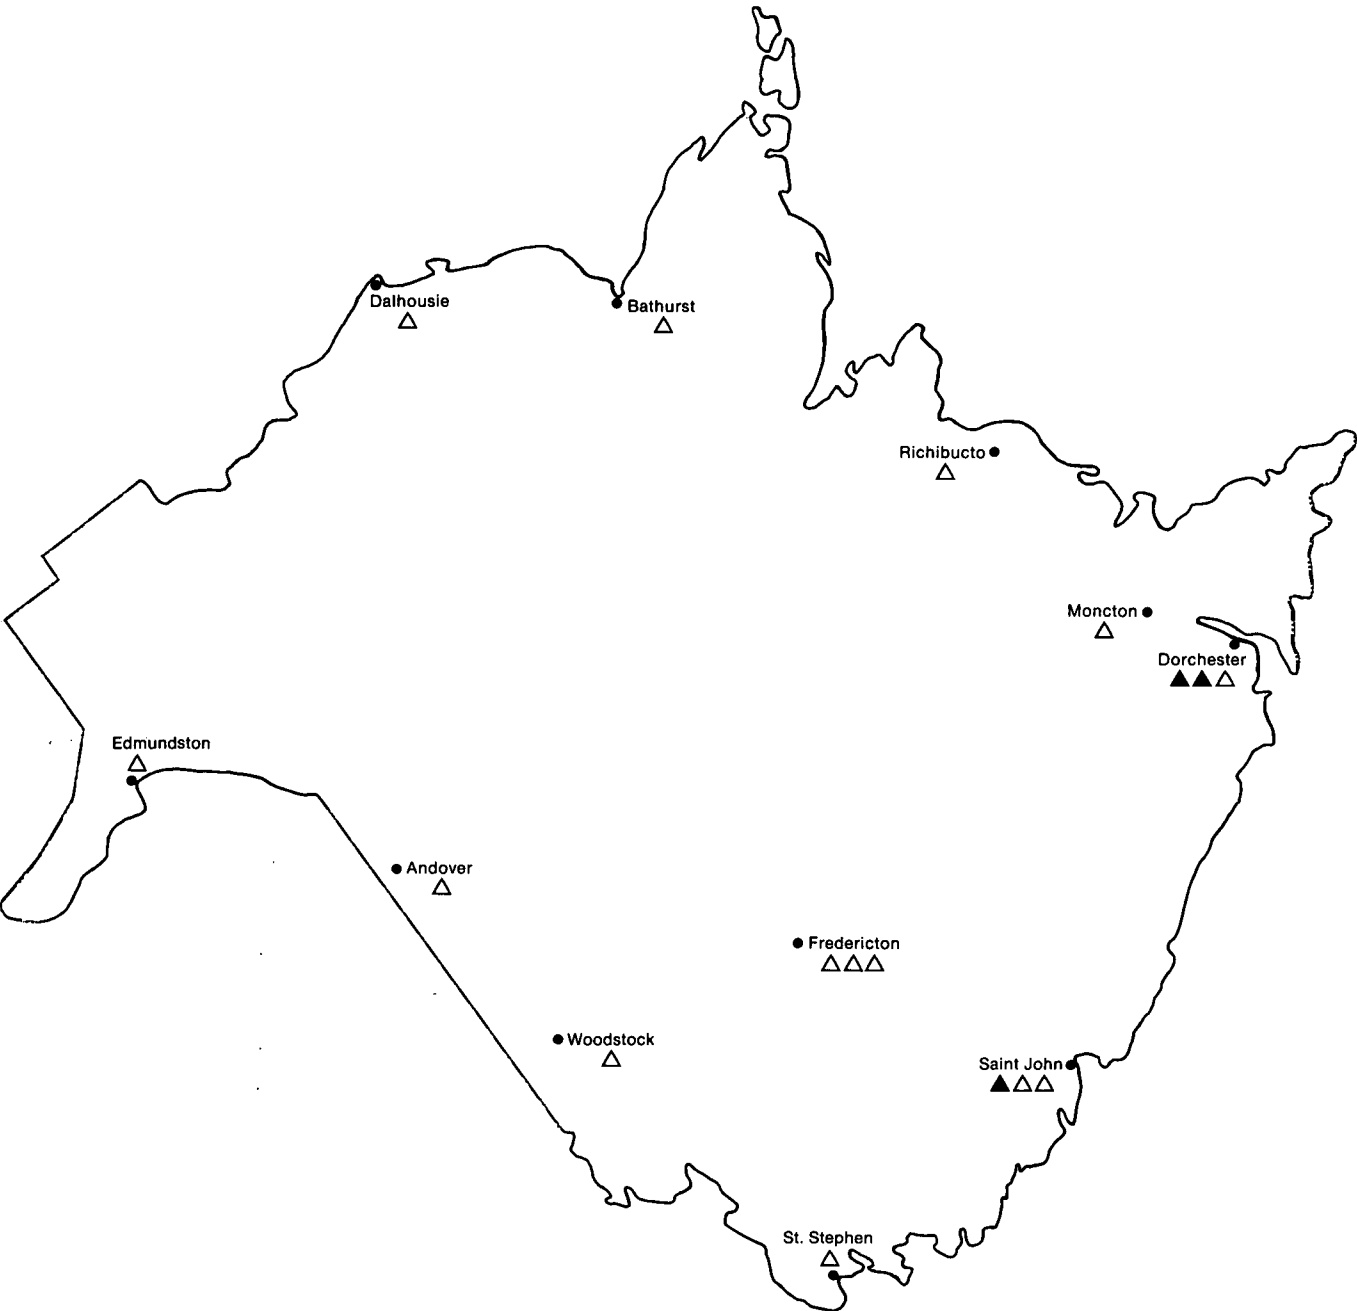 Dalhousie
Bathurst
Richibucto
Moncton
Dorchester
Edmundston
Andover
Fredericton
Woodstock
Saint John
St. Stephen